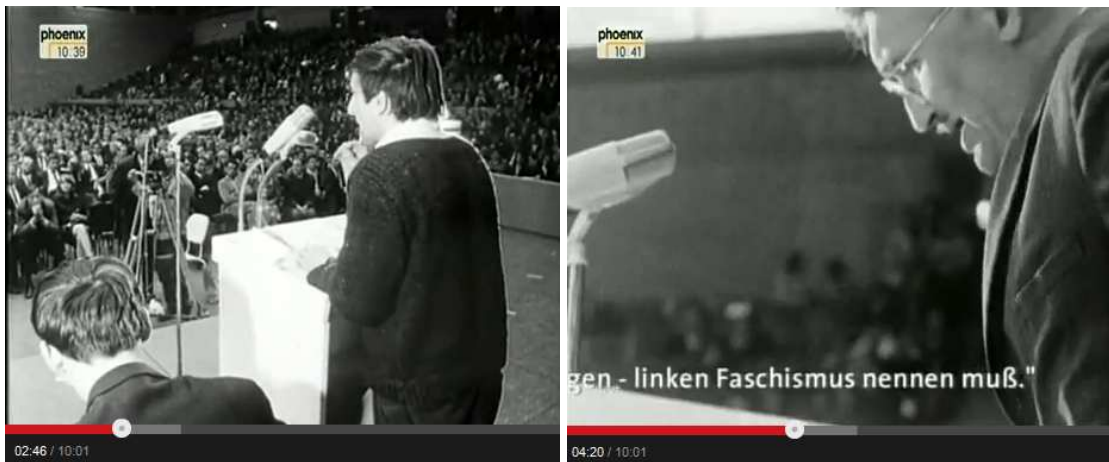 phoenix
10:39
02:46 / 10:01
phoenix
10:41
gen - linken Faschismus nennen muß."
04:20 / 10:01